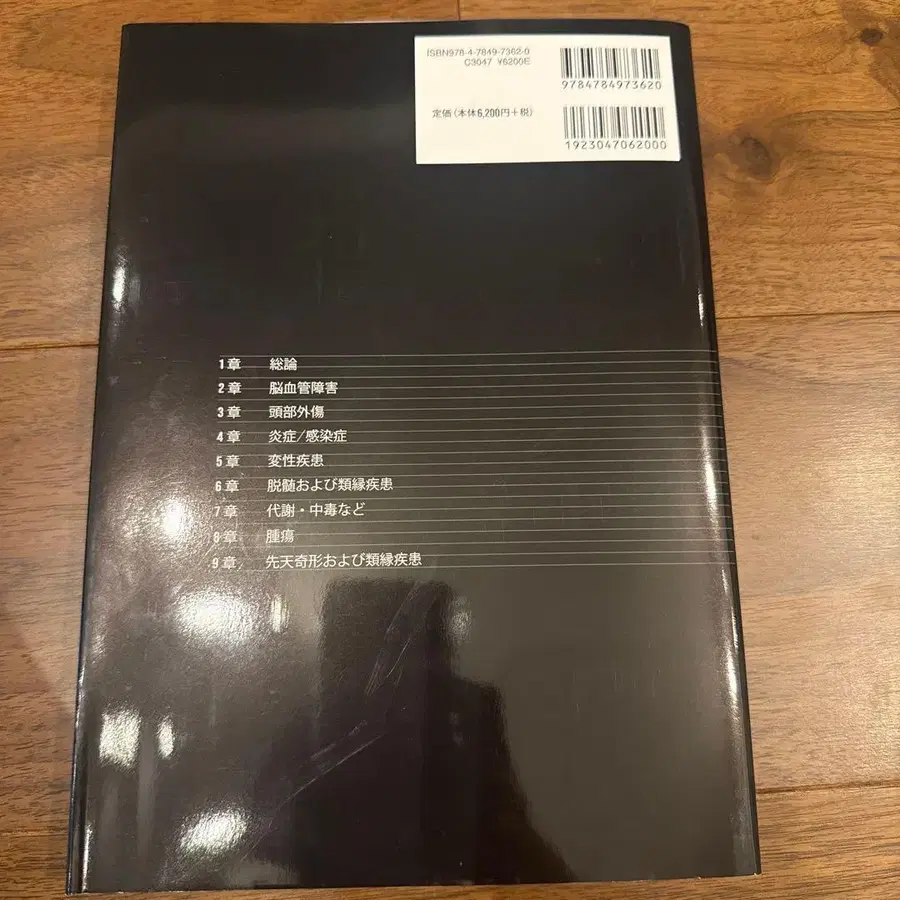 ISBN978-4-7849-7362-0
C3047 ¥6200E
9784784973620
定価(本体6,200円+税)
1923047062000
1章 総論
2章 脳血管障害
3章 頭部外傷
4章 炎症/感染症
5章 変性疾患
6章 脱髄および類縁疾患
7章 代謝・中毒など
8章 腫瘍
9章 先天奇形および類縁疾患